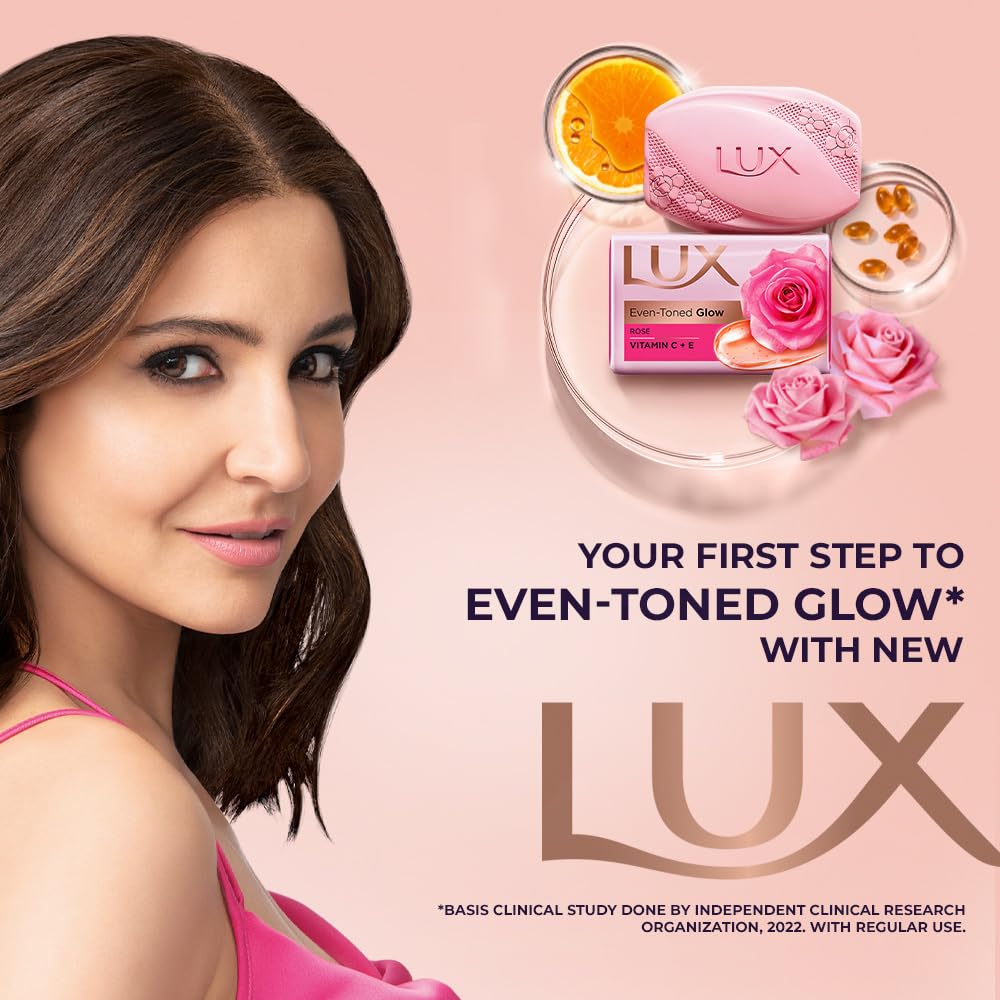 LUX
LUX
Even-Toned Glow
ROSE
VITAMIN C + E
YOUR FIRST STEP TO
EVEN-TONED GLOW*
WITH NEW
LUX
*BASIS CLINICAL STUDY DONE BY INDEPENDENT CLINICAL RESEARCH
ORGANIZATION, 2022. WITH REGULAR USE.